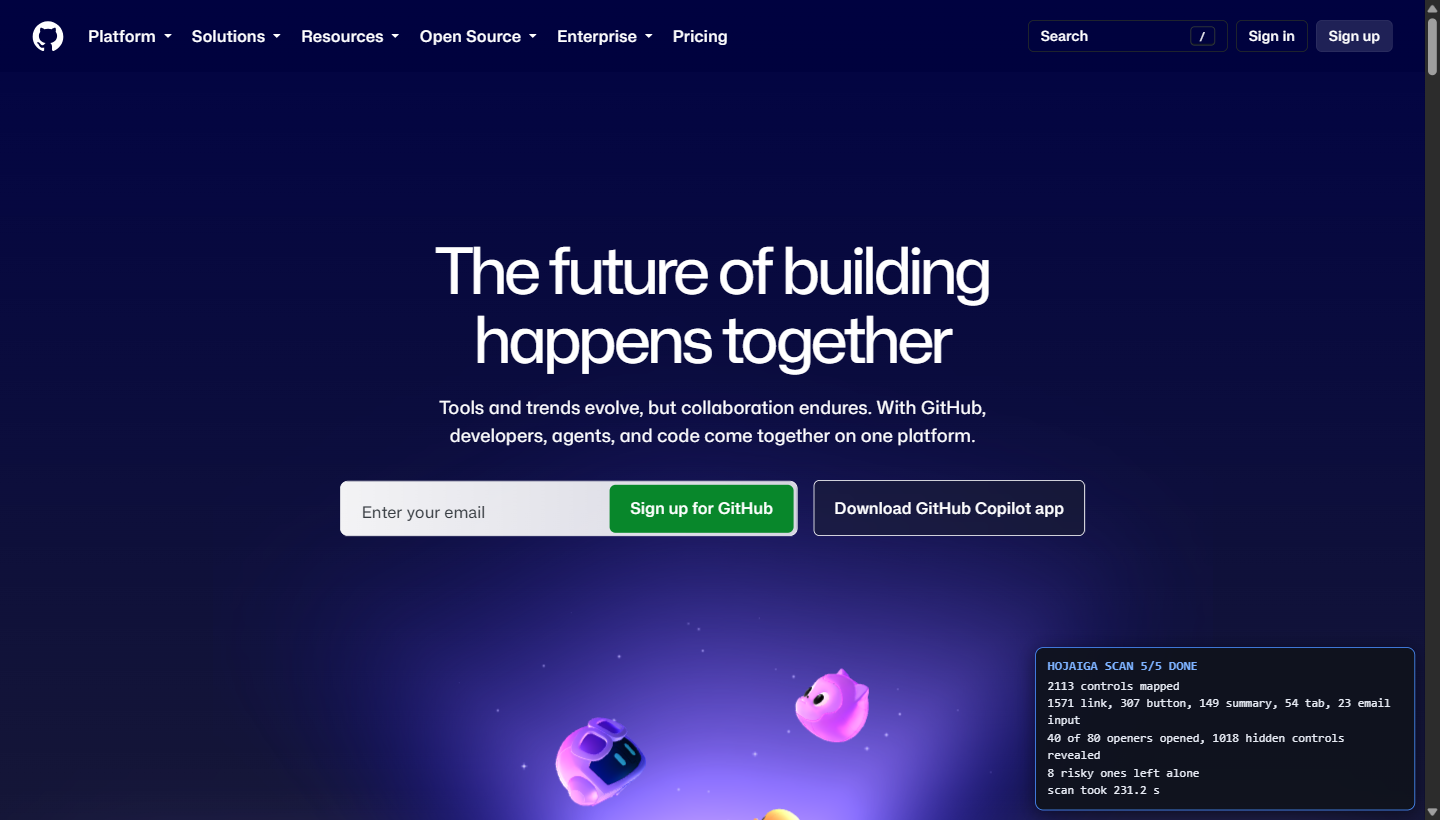 Platform
Solutions
Resources
Open Source
Enterprise
Pricing
Search
/
Sign in
Sign up
The future of building
happens together
Tools and trends evolve, but collaboration endures. With GitHub,
developers, agents, and code come together on one platform.
Enter your email
Sign up for GitHub
Download GitHub Copilot app
HOJAIGA SCAN 5/5 DONE
2113 controls mapped
1571 link, 307 button, 149 summary, 54 tab, 23 email
input
40 of 80 openers opened, 1018 hidden controls
revealed
8 risky ones left alone
scan took 231.2 s